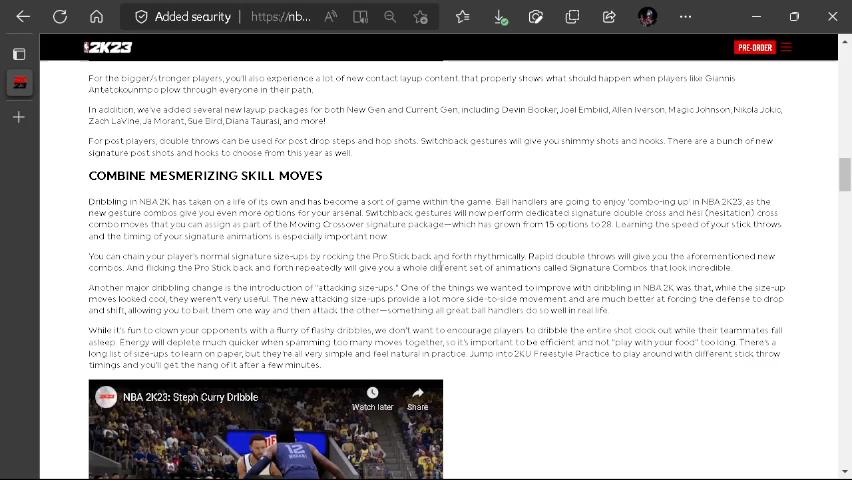 Added security
https://nb...
2K23
PRE-ORDER
For the bigger/stronger players, you'll also experience a lot of new contact layup content that properly shows what should happen when players like Giannis
Antetokounmpo plow through everyone in their path.
In addition, we've added several new layup packages for both New Gen and Current Gen, including Devin Booker, Joel Embiid, Allen Iverson, Magic Johnson, Nikola Jokic,
Zach LaVine, Ja Morant, Sue Bird, Diana Taurasi, and more!
For post players, double throws can be used for post drop steps and hop shots. Switchback gestures will give you shimmy shots and hooks. There are a bunch of new
signature post shots and hooks to choose from this year as well.
COMBINE MESMERIZING SKILL MOVES
Dribbling in NBA 2K has taken on a life of its own and has become a sort of game within the game. Ball handlers are going to enjoy 'combo-ing up' in NBA 2K23, as the
new gesture combos give you even more options for your arsenal. Switchback gestures will now perform dedicated signature double cross and hesi (hesitation) cross
combo moves that you can assign as part of the Moving Crossover signature package—which has grown from 15 options to 28. Learning the speed of your stick throws
and the timing of your signature animations is especially important now.
You can chain your player's normal signature size-ups by rocking the Pro Stick back and forth rhythmically. Rapid double throws will give you the aforementioned new
combos. And flicking the Pro Stick back and forth repeatedly will give you a whole different set of animations called Signature Combos that look incredible.
Another major dribbling change is the introduction of "attacking size-ups." One of the things we wanted to improve with dribbling in NBA 2K was that, while the size-up
moves looked cool, they weren't very useful. The new attacking size-ups provide a lot more side-to-side movement and are much better at forcing the defense to drop
and shift, allowing you to bait them one way and then attack the other—something all great ball handlers do so well in real life.
While it's fun to clown your opponents with a flurry of flashy dribbles, we don't want to encourage players to dribble the entire shot clock out while their teammates fall
asleep. Energy will deplete much quicker when spamming too many moves together, so it's important to be efficient and not "play with your food" too long. There's a
long list of size-ups to learn on paper, but they're all very simple and feel natural in practice. Jump into 2KU Freestyle Practice to play around with different stick throw
timings and you'll get the hang of it after a few minutes.
NBA 2K23: Steph Curry Dribble
Watch later
Share
12